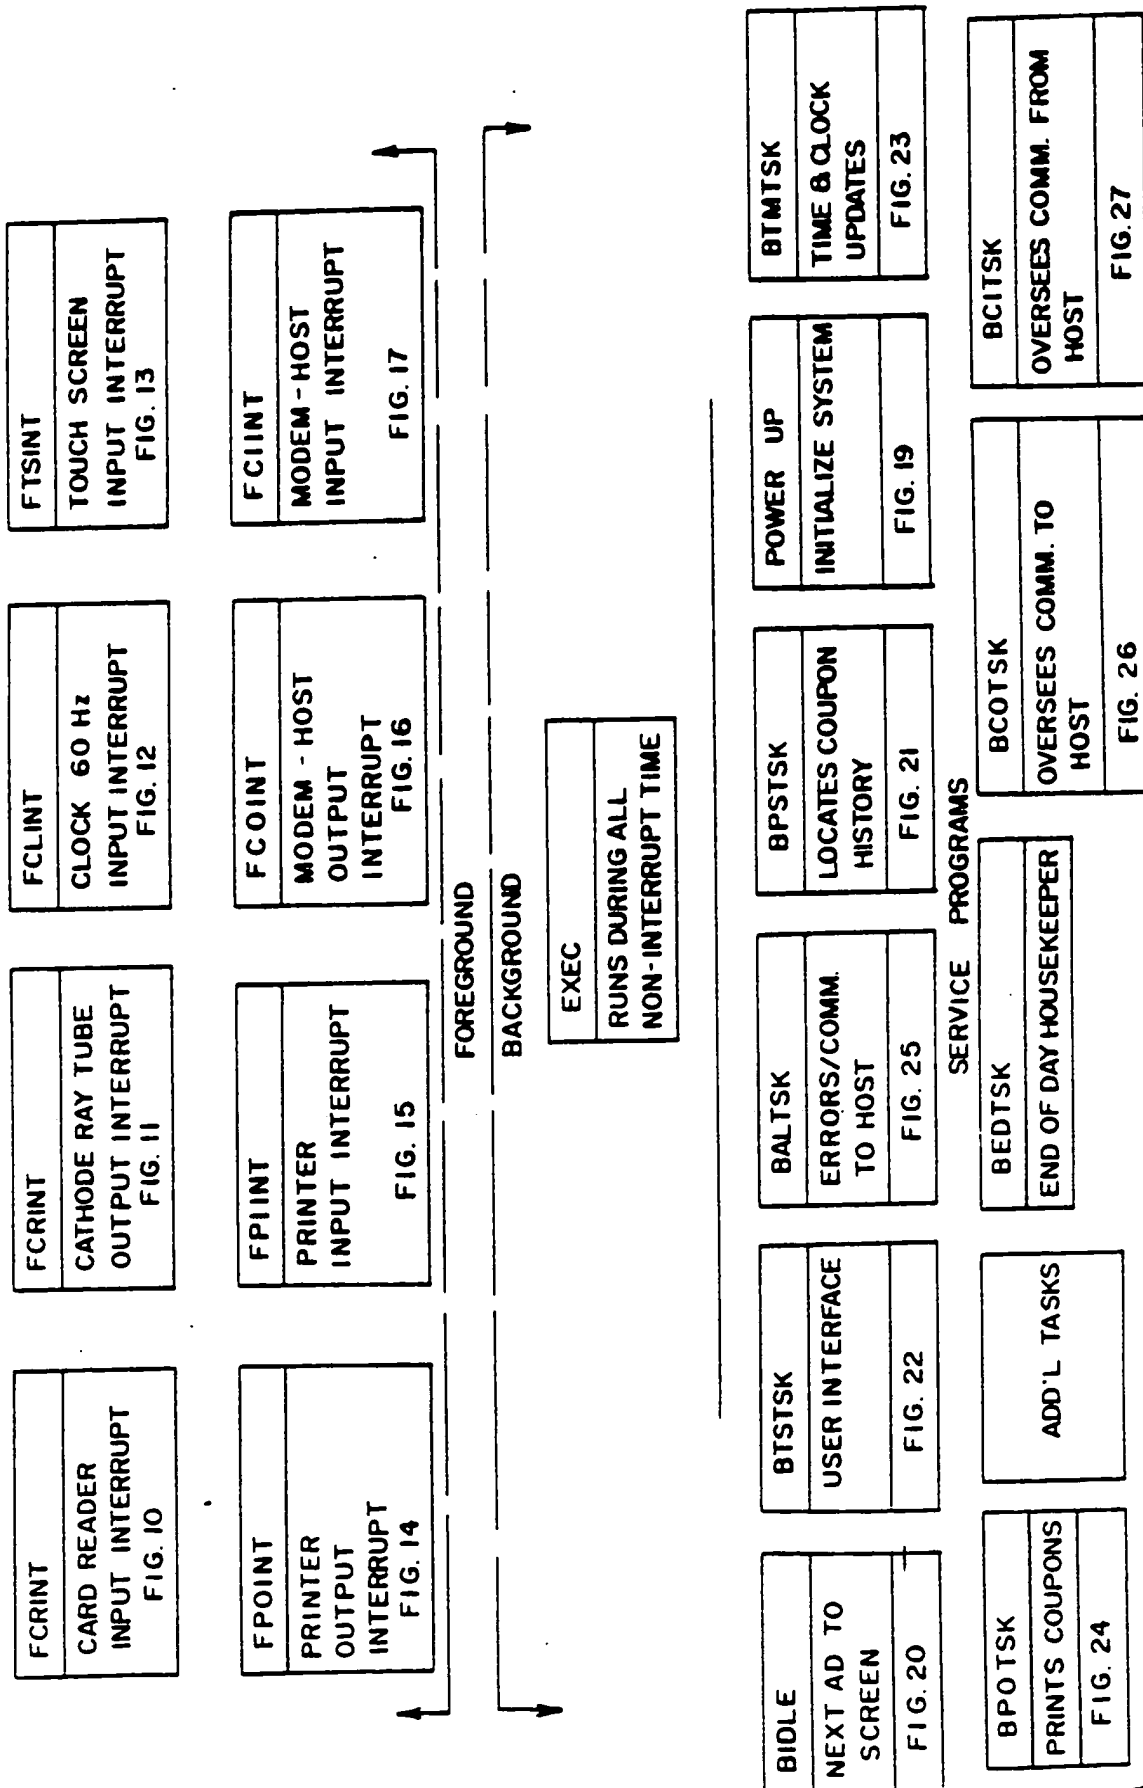 FCRINT
CARD READER
INPUT INTERRUPT
FIG. 10
FCRINT
CATHODE RAY TUBE
OUTPUT INTERRUPT
FIG. 11
FCLINT
CLOCK 60 Hz
INPUT INTERRUPT
FIG. 12
FTSINT
TOUCH SCREEN
INPUT INTERRUPT
FIG. 13
FPOINT
PRINTER
OUTPUT
INTERRUPT
FIG. 14
FPIINT
PRINTER
INPUT INTERRUPT
FIG. 15
FCOINT
MODEM - HOST
OUTPUT
INTERRUPT
FIG. 16
FCIINT
MODEM - HOST
INPUT INTERRUPT
FIG. 17
FOREGROUND
BACKGROUND
EXEC
RUNS DURING ALL
NON-INTERRUPT TIME
BIDLE
NEXT AD TO
SCREEN
FIG. 20
BTSTSK
USER INTERFACE
FIG. 22
BALTSK
ERRORS/COMM.
TO HOST
FIG. 25
BPSTSK
LOCATES COUPON
HISTORY
FIG. 21
POWER UP
INITIALIZE SYSTEM
FIG. 19
BTMTSK
TIME & CLOCK
UPDATES
FIG. 23
SERVICE PROGRAMS
BPOTSK
PRINTS COUPONS
FIG. 24
ADD'L TASKS
BEDTSK
END OF DAY HOUSEKEEPER
BCOTSK
OVERSEES COMM. TO
HOST
FIG. 26
BCITSK
OVERSEES COMM. FROM
HOST
FIG. 27